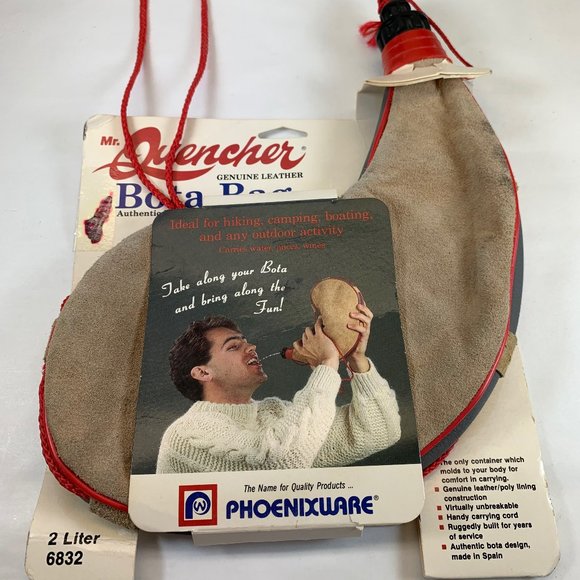 Mr. Quencher
GENUINE LEATHER
Bota Bag
Authentic
Ideal for hiking, camping, boating,
and any outdoor activity
Carries water, juices, wines
Take along your Bota
and bring along the
Fun!
The Name for Quality Products ...
PHOENIXWARE®
2 Liter
6832
The only container which
molds to your body for
comfort in carrying.
Genuine leather/poly lining
construction
Virtually unbreakable
Handy carrying cord
Ruggedly built for years
of service
Authentic bota design,
made in Spain